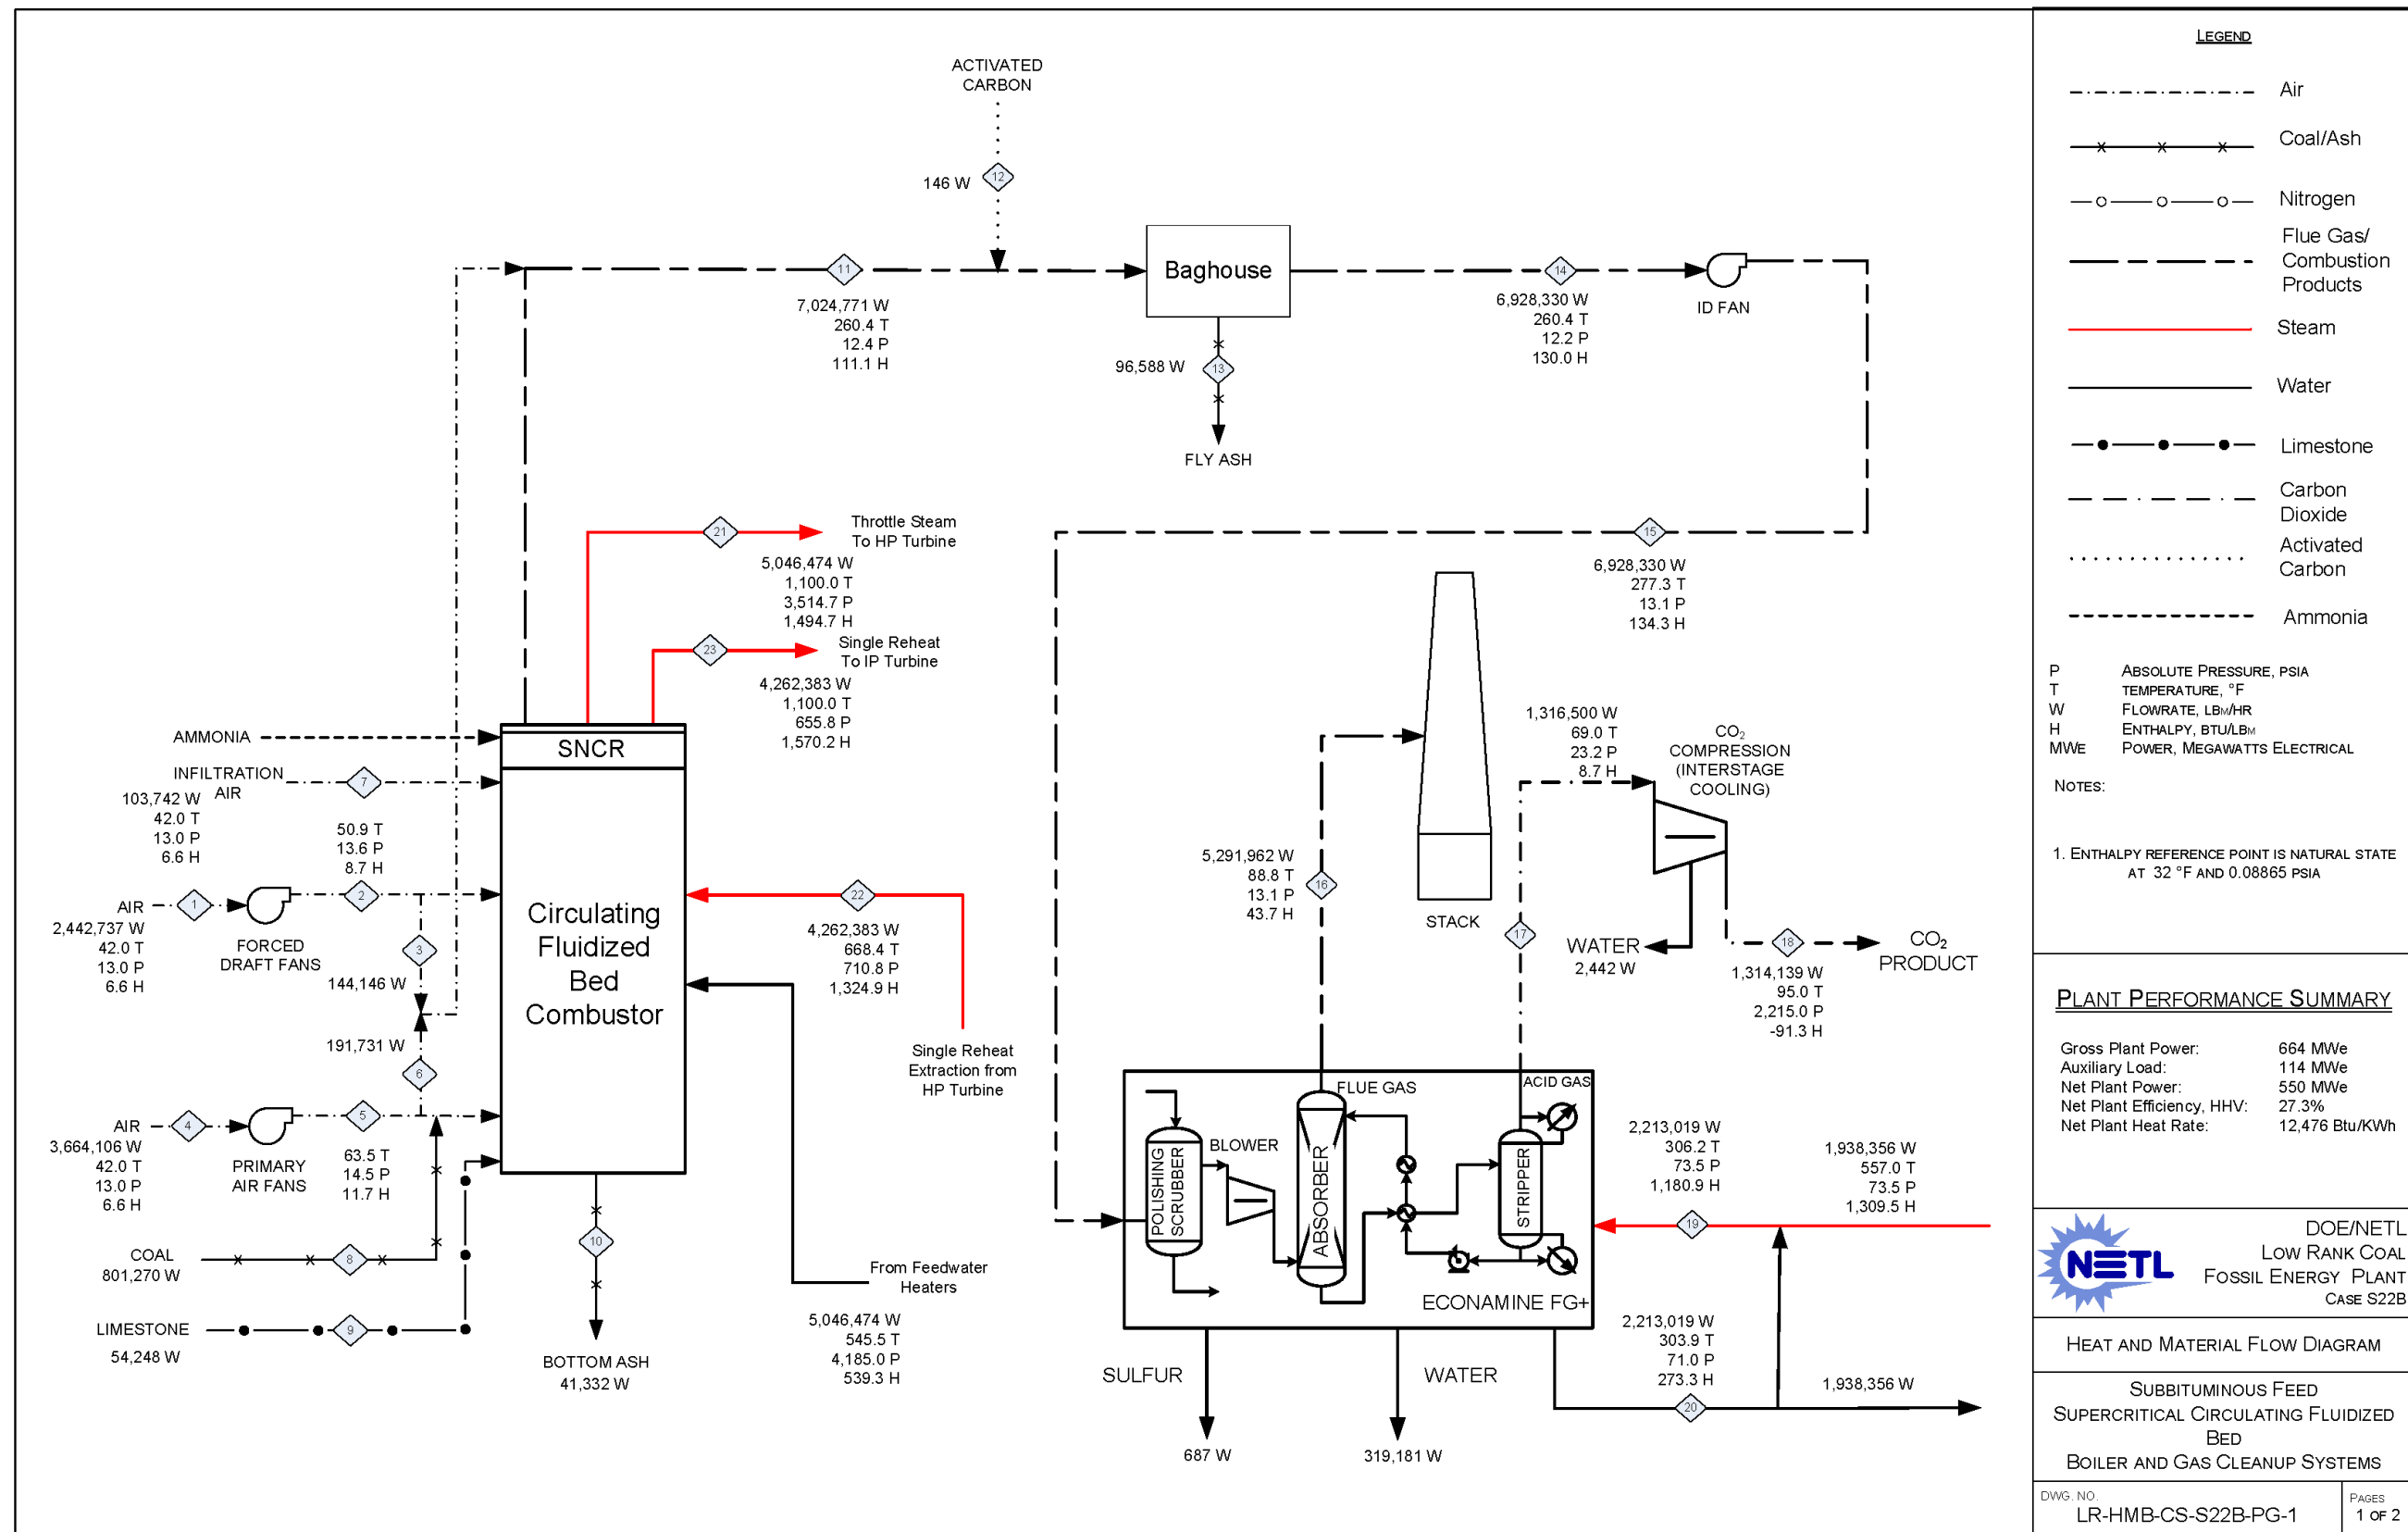 ACTIVATED
CARBON
146 W
12
11
7,024,771 W
260.4 T
12.4 P
111.1 H
Baghouse
96,588 W
13
FLY ASH
14
6,928,330 W
260.4 T
12.2 P
130.0 H
ID FAN
15
6,928,330 W
277.3 T
13.1 P
134.3 H
21
Throttle Steam
To HP Turbine
5,046,474 W
1,100.0 T
3,514.7 P
1,494.7 H
23
Single Reheat
To IP Turbine
4,262,383 W
1,100.0 T
655.8 P
1,570.2 H
AMMONIA
SNCR
INFILTRATION
AIR
7
103,742 W
42.0 T
13.0 P
6.6 H
50.9 T
13.6 P
8.7 H
AIR
1
2
2,442,737 W
42.0 T
13.0 P
6.6 H
FORCED
DRAFT FANS
3
144,146 W
Circulating
Fluidized
Bed
Combustor
22
4,262,383 W
668.4 T
710.8 P
1,324.9 H
Single Reheat
Extraction from
HP Turbine
191,731 W
6
AIR
4
5
3,664,106 W
42.0 T
13.0 P
6.6 H
PRIMARY
AIR FANS
63.5 T
14.5 P
11.7 H
COAL
801,270 W
8
LIMESTONE
54,248 W
9
10
BOTTOM ASH
41,332 W
From Feedwater
Heaters
5,046,474 W
545.5 T
4,185.0 P
539.3 H
5,291,962 W
88.8 T
13.1 P
43.7 H
16
STACK
1,316,500 W
69.0 T
23.2 P
8.7 H
17
CO₂
COMPRESSION
(INTERSTAGE
COOLING)
WATER
2,442 W
18
1,314,139 W
95.0 T
2,215.0 P
-91.3 H
CO₂
PRODUCT
FLUE GAS
ACID GAS
POLISHING
SCRUBBER
BLOWER
ABSORBER
STRIPPER
ECONAMINE FG+
2,213,019 W
306.2 T
73.5 P
1,180.9 H
19
1,938,356 W
557.0 T
73.5 P
1,309.5 H
SULFUR
687 W
WATER
319,181 W
2,213,019 W
303.9 T
71.0 P
273.3 H
20
1,938,356 W
LEGEND
Air
Coal/Ash
Nitrogen
Flue Gas/
Combustion
Products
Steam
Water
Limestone
Carbon
Dioxide
Activated
Carbon
Ammonia
P ABSOLUTE PRESSURE, PSIA
T TEMPERATURE, °F
W FLOWRATE, LBM/HR
H ENTHALPY, BTU/LBM
MWE POWER, MEGAWATTS ELECTRICAL
NOTES:
1. ENTHALPY REFERENCE POINT IS NATURAL STATE
AT 32 °F AND 0.08865 PSIA
PLANT PERFORMANCE SUMMARY
Gross Plant Power: 664 MWe
Auxiliary Load: 114 MWe
Net Plant Power: 550 MWe
Net Plant Efficiency, HHV: 27.3%
Net Plant Heat Rate: 12,476 Btu/KWh
NETL
DOE/NETL
LOW RANK COAL
FOSSIL ENERGY PLANT
CASE S22B
HEAT AND MATERIAL FLOW DIAGRAM
SUBBITUMINOUS FEED
SUPERCRITICAL CIRCULATING FLUIDIZED
BED
BOILER AND GAS CLEANUP SYSTEMS
DWG. NO.
LR-HMB-CS-S22B-PG-1
PAGES
1 OF 2